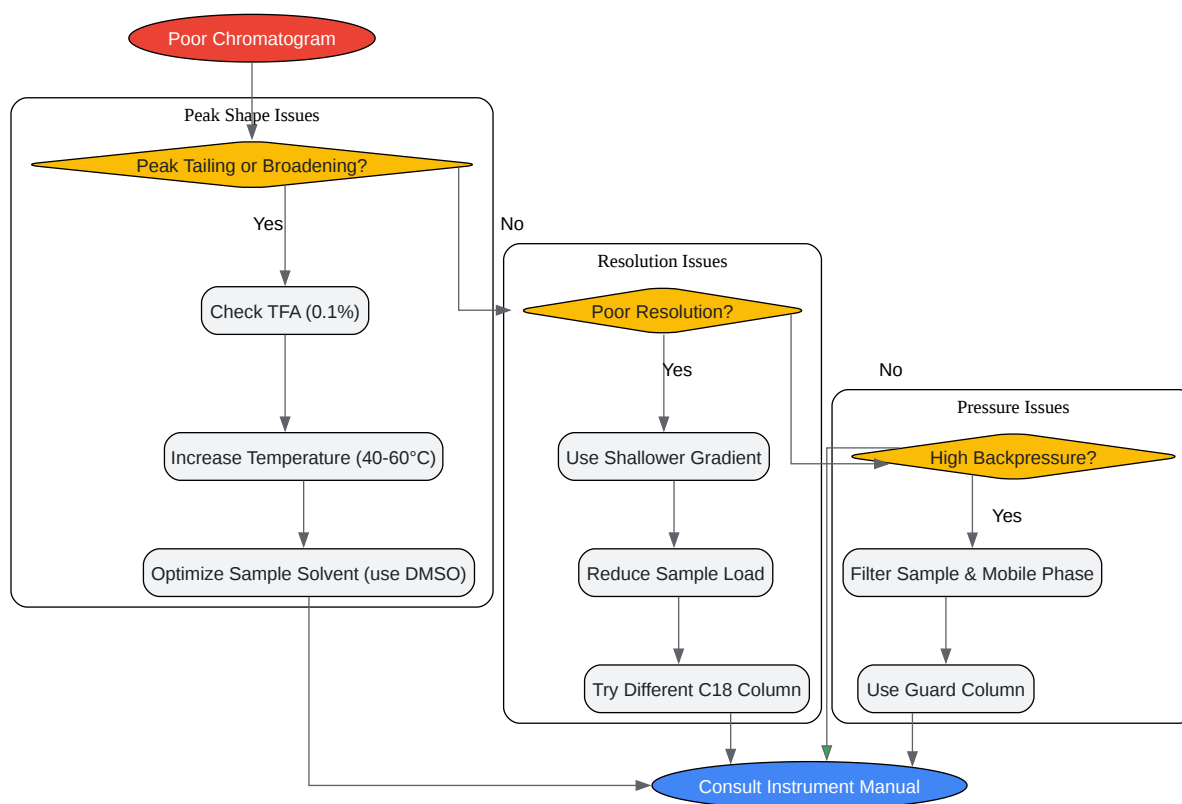 Poor Chromatogram
Peak Shape Issues
Peak Tailing or Broadening?
Yes
No
Check TFA (0.1%)
Increase Temperature (40-60°C)
Optimize Sample Solvent (use DMSO)
Resolution Issues
Poor Resolution?
Yes
No
Use Shallower Gradient
Reduce Sample Load
Try Different C18 Column
Pressure Issues
High Backpressure?
Yes
Filter Sample & Mobile Phase
Use Guard Column
Consult Instrument Manual